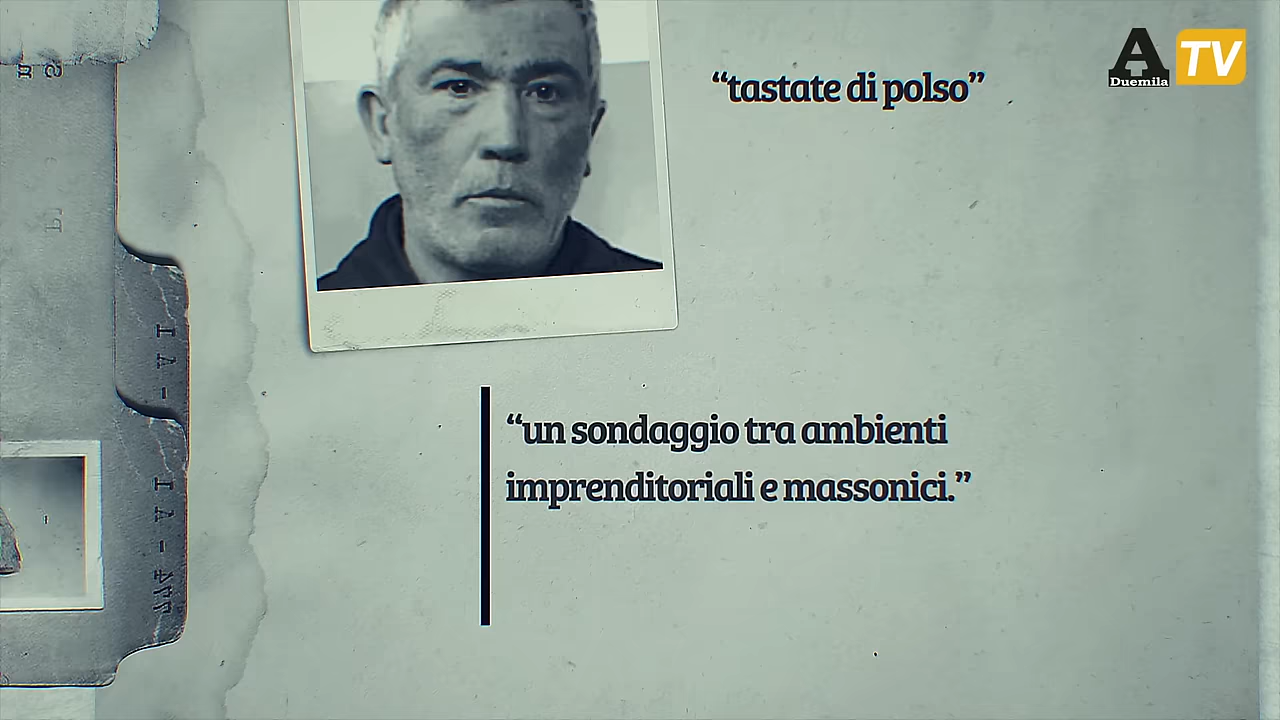 “tastate di polso”
A TV
Duemila
“un sondaggio tra ambienti
imprenditoriali e massonici.”